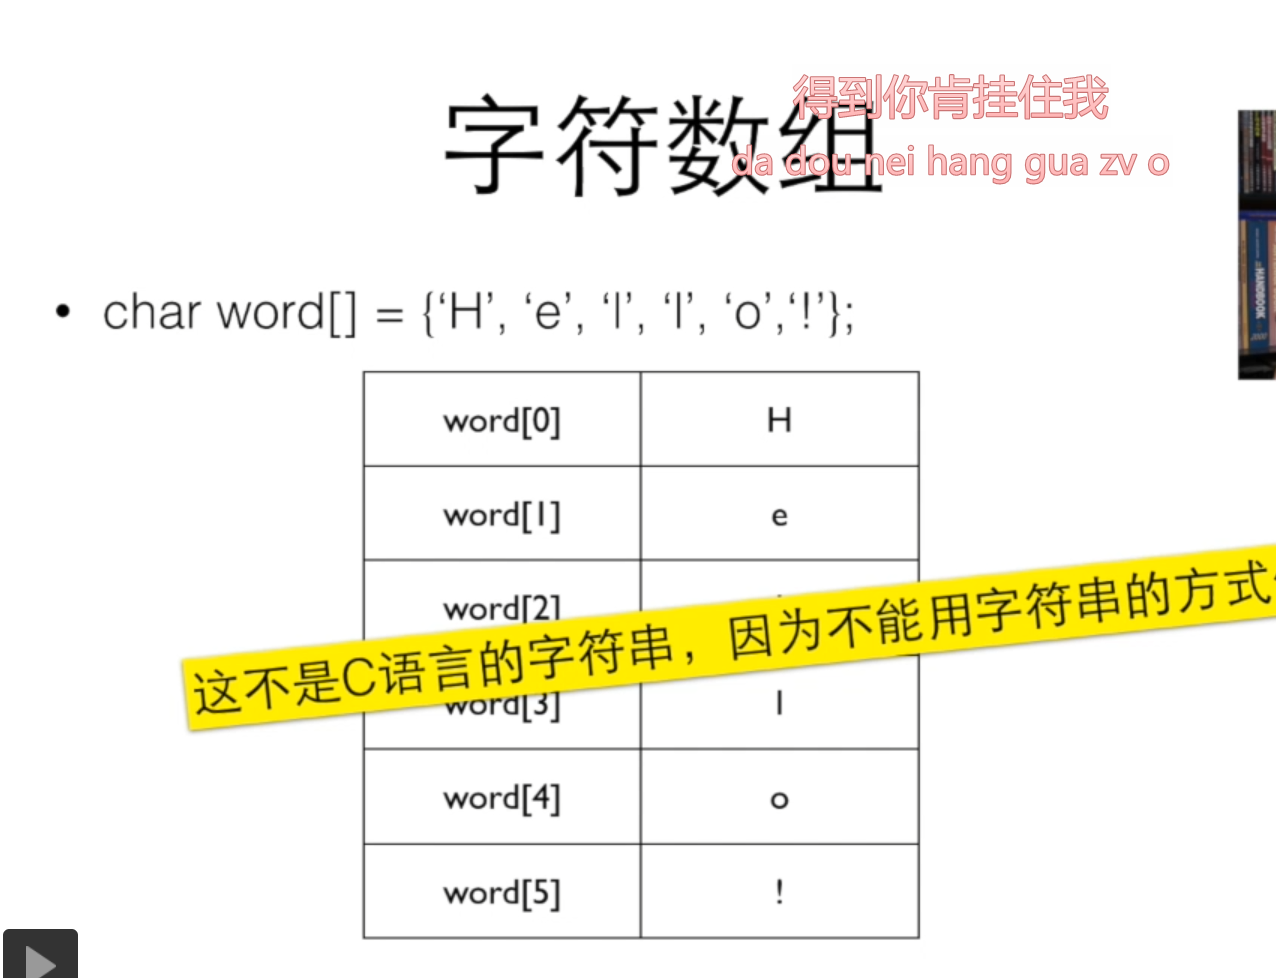 得到你肯挂住我
字符数组
da dou nei hang gua zv o
• char word[] = {‘H’, ‘e’, ‘l’, ‘l’, ‘o’,‘!’};
word[0] H
word[1] e
word[2]
这不是C语言的字符串，因为不能用字符串的方式
word[3] l
word[4] o
word[5] !
HANDBOOK